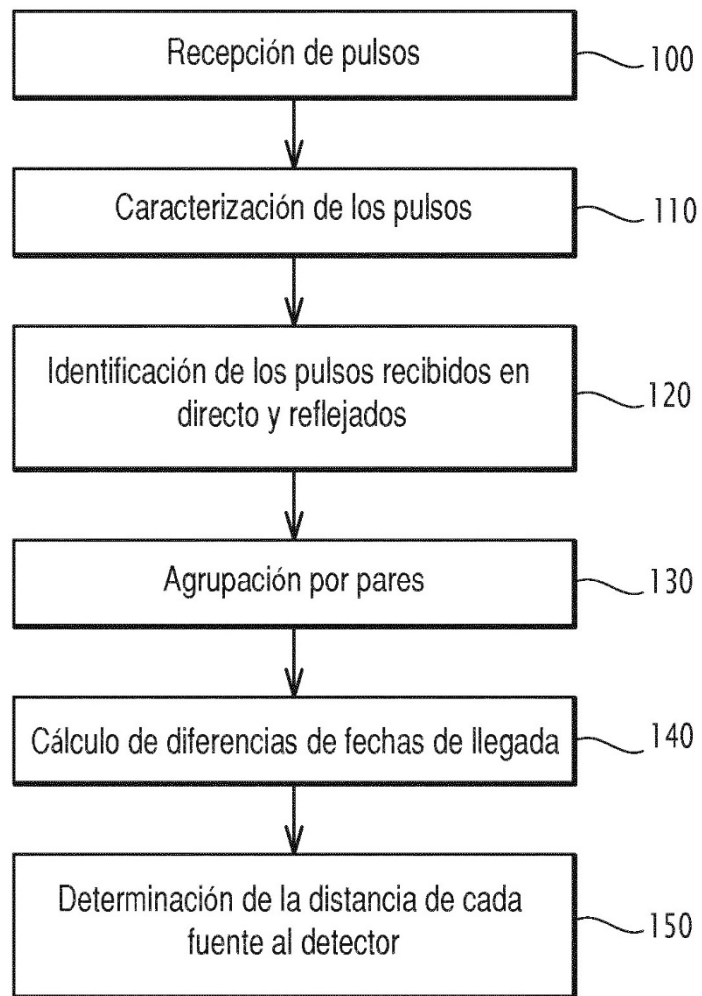 Recepción de pulsos
100
Caracterización de los pulsos
110
Identificación de los pulsos recibidos en
directo y reflejados
120
Agrupación por pares
130
Cálculo de diferencias de fechas de llegada
140
Determinación de la distancia de cada
fuente al detector
150